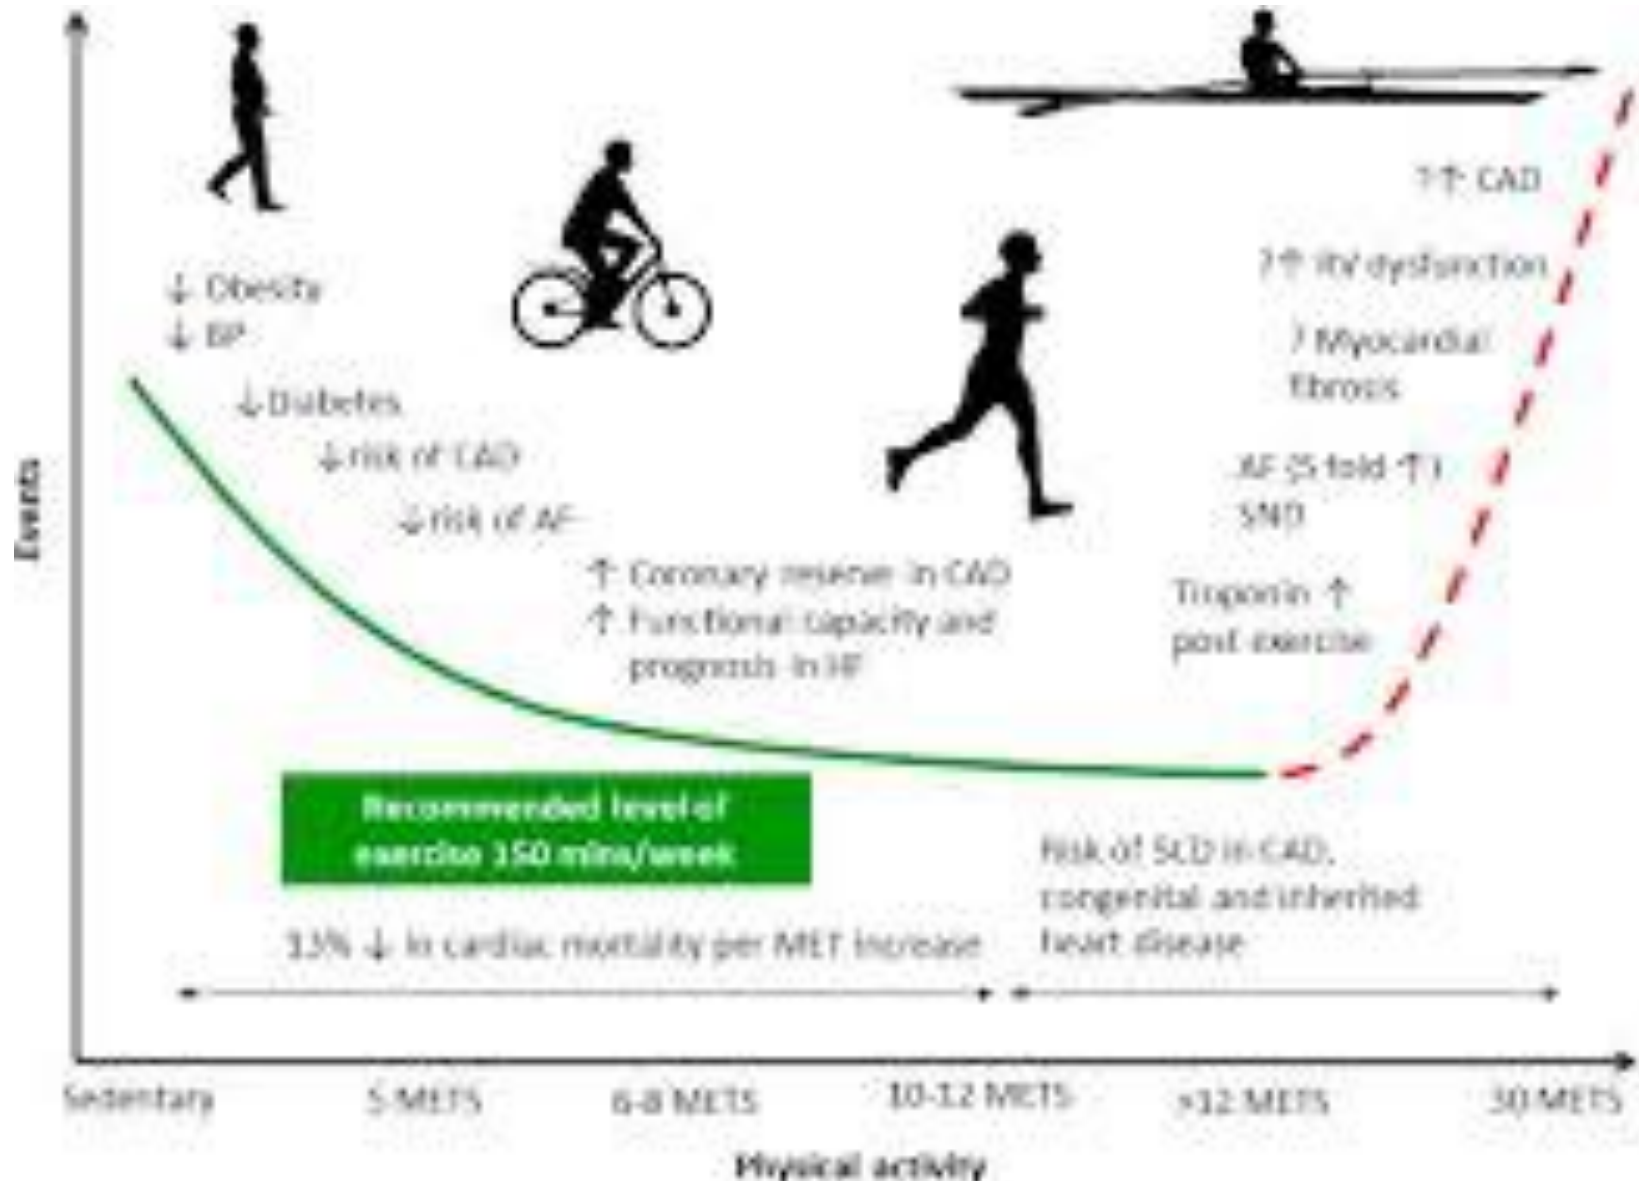 ? ↑ CAD
? ↑ RV dysfunction
? Myocardial
fibrosis
AF (5 fold ↑)
SND
Troponin ↑
post exercise
↓ Obesity
↓ BP
↓ Diabetes
↓ risk of CAD
↓ risk of AF
↑ Coronary reserve in CAD
↑ Functional capacity and
prognosis in HF
Events
Recommended level of
exercise 150 mins/week
13% ↓ in cardiac mortality per MET increase
Risk of SCD in CAD,
congenital and inherited
heart disease
Sedentary
5 METS
6-8 METS
10-12 METS
>12 METS
30 METS
Physical activity